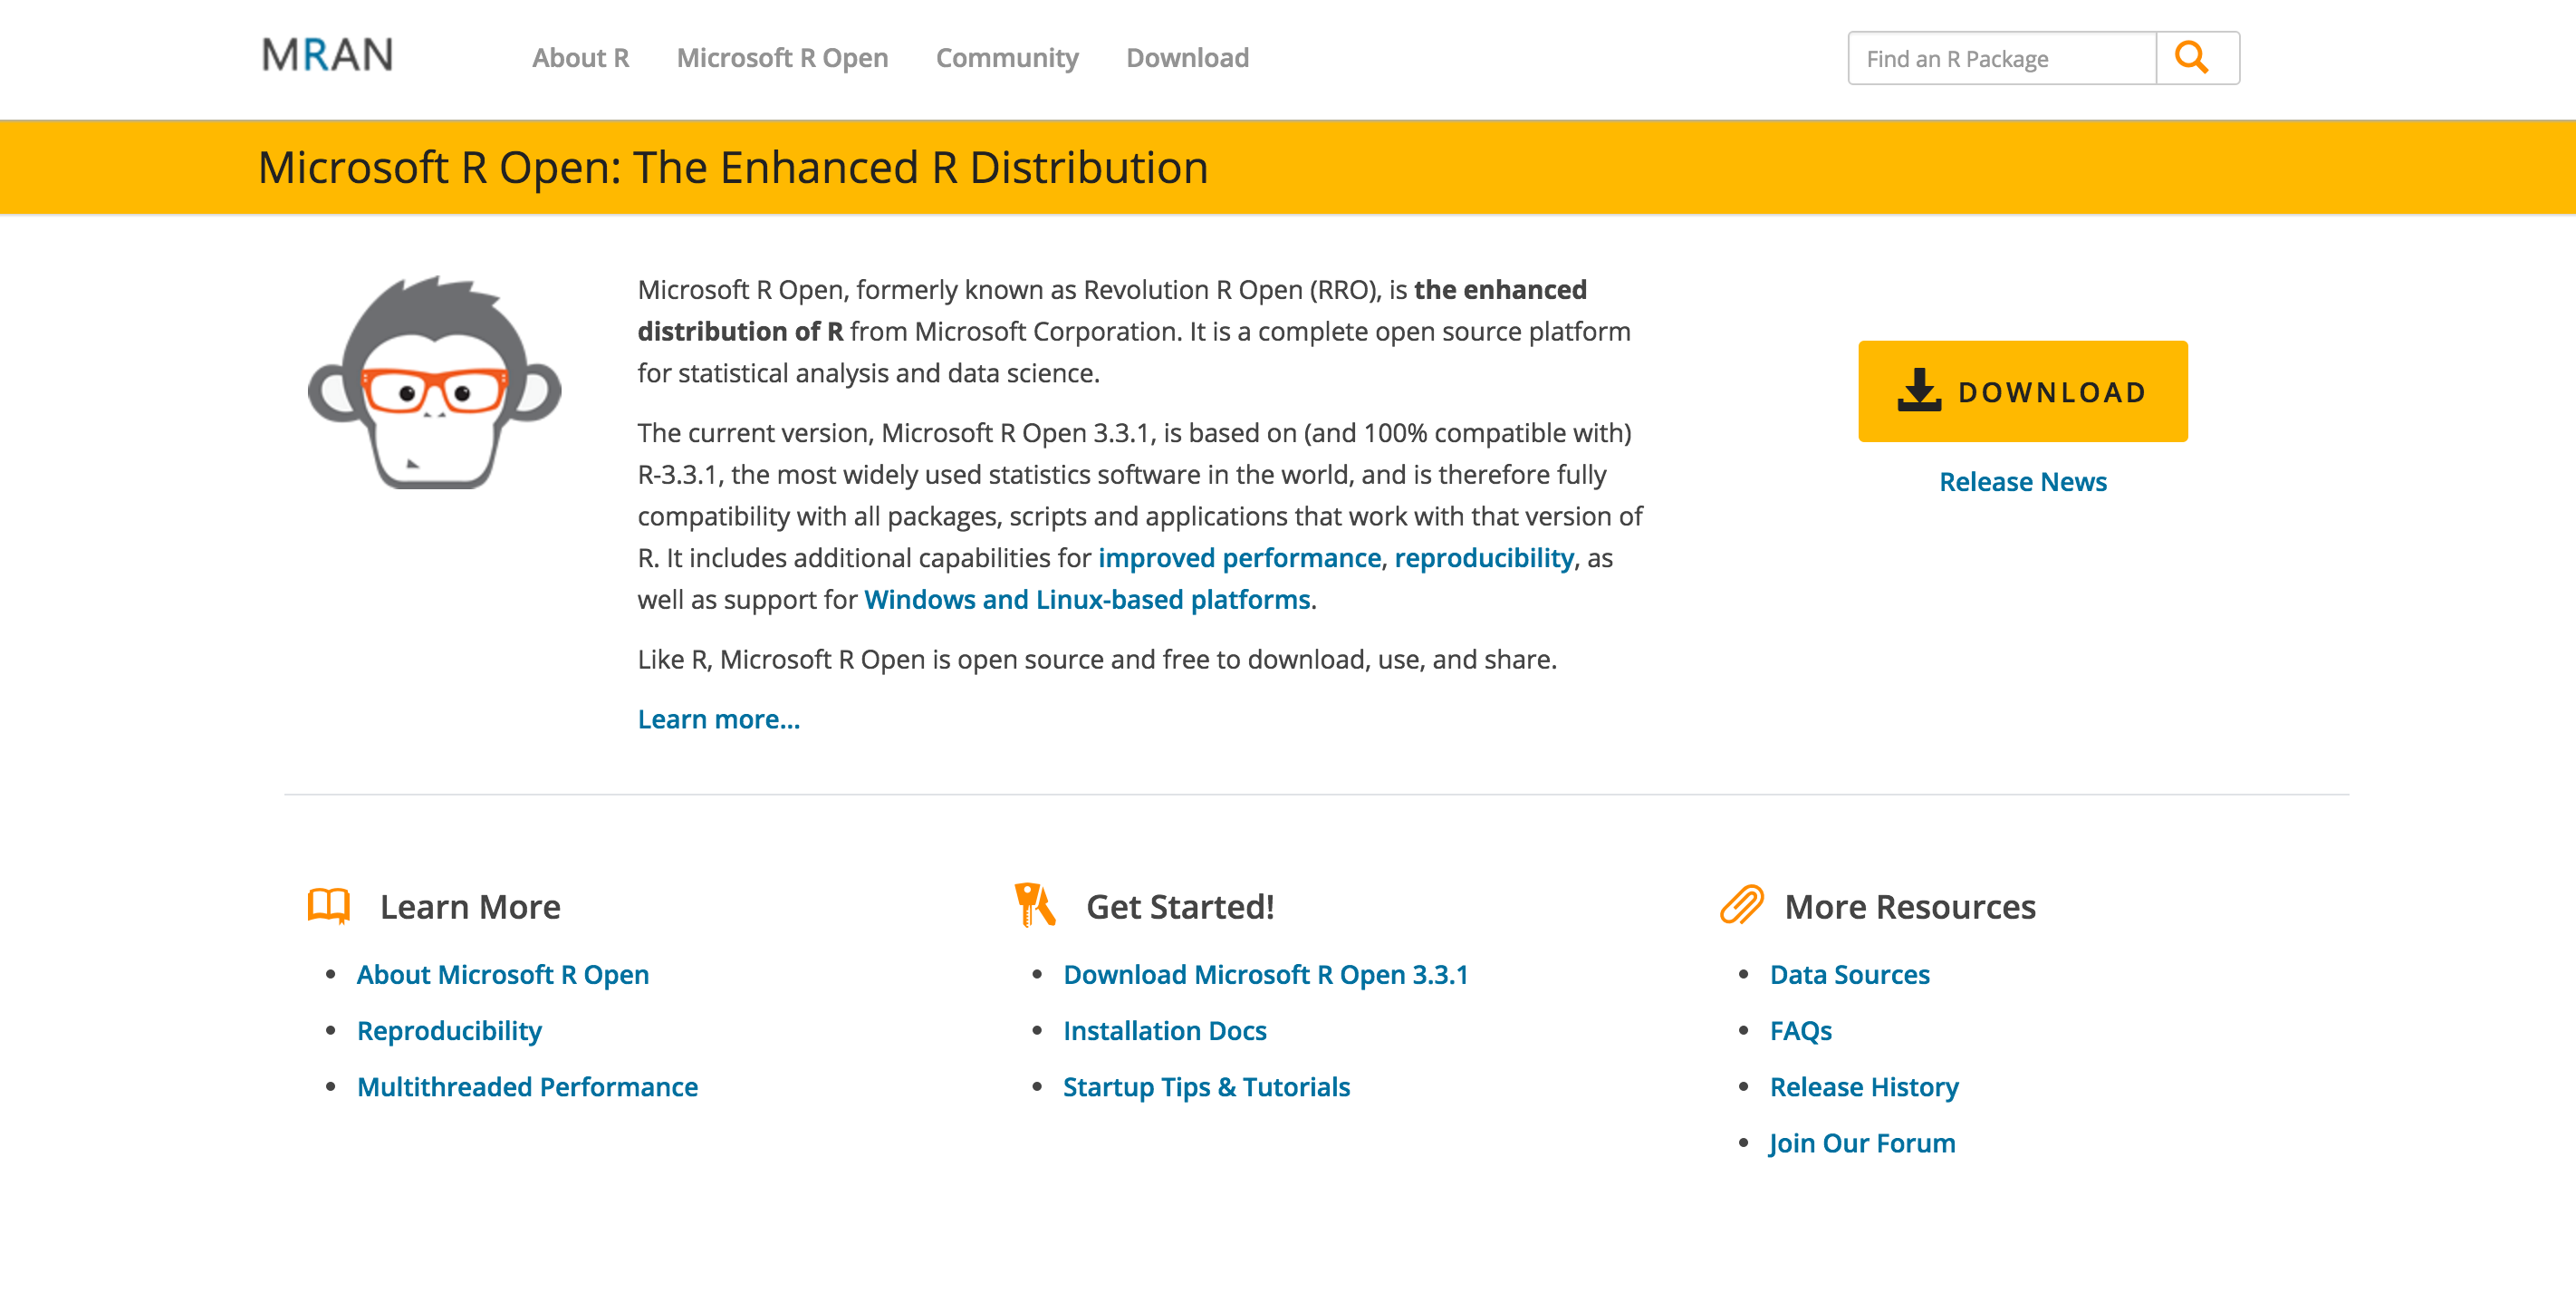 MRAN
About R
Microsoft R Open
Community
Download
Find an R Package
Microsoft R Open: The Enhanced R Distribution
Microsoft R Open, formerly known as Revolution R Open (RRO), is the enhanced
distribution of R from Microsoft Corporation. It is a complete open source platform
for statistical analysis and data science.
The current version, Microsoft R Open 3.3.1, is based on (and 100% compatible with)
R-3.3.1, the most widely used statistics software in the world, and is therefore fully
compatibility with all packages, scripts and applications that work with that version of
R. It includes additional capabilities for improved performance, reproducibility, as
well as support for Windows and Linux-based platforms.
Like R, Microsoft R Open is open source and free to download, use, and share.
Learn more...
DOWNLOAD
Release News
Learn More
• About Microsoft R Open
• Reproducibility
• Multithreaded Performance
Get Started!
• Download Microsoft R Open 3.3.1
• Installation Docs
• Startup Tips & Tutorials
More Resources
• Data Sources
• FAQs
• Release History
• Join Our Forum